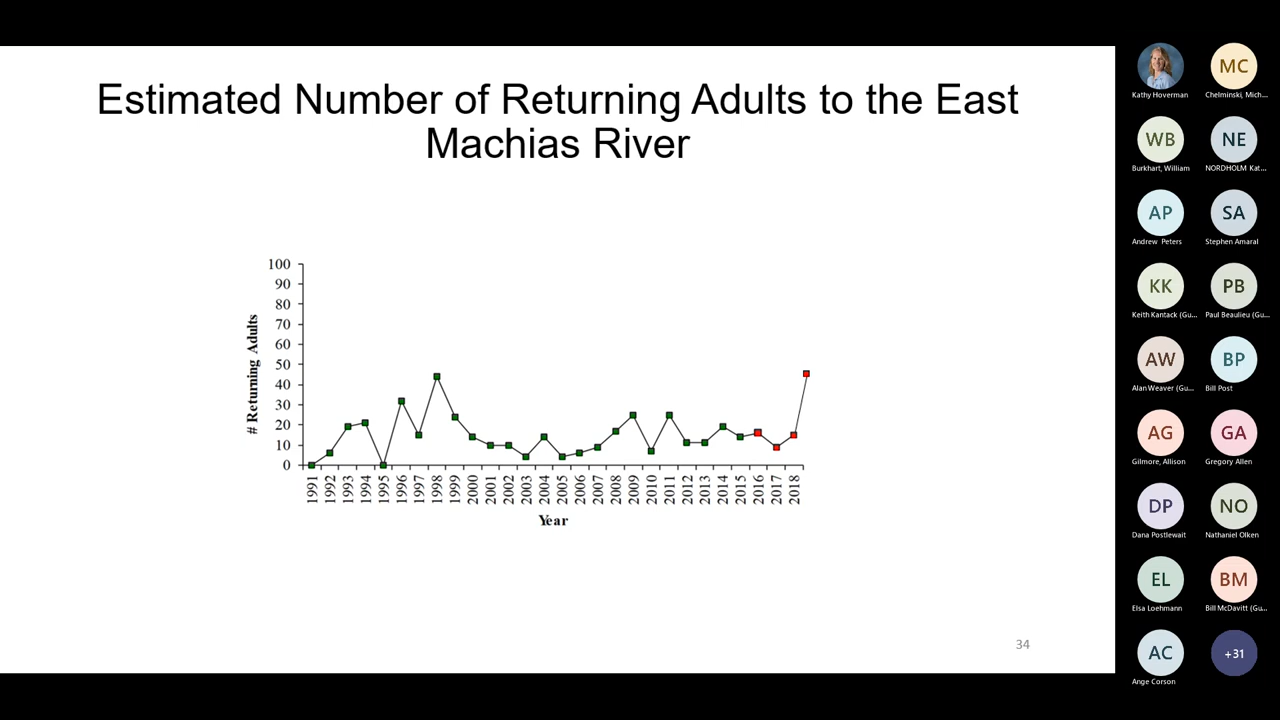 Estimated Number of Returning Adults to the East
Machias River
100
90
80
70
60
50
40
30
20
10
0
# Returning Adults
1991
1992
1993
1994
1995
1996
1997
1998
1999
2000
2001
2002
2003
2004
2005
2006
2007
2008
2009
2010
2011
2012
2013
2014
2015
2016
2017
2018
Year
34
Kathy Hoverman
MC
Chelminski, Mich...
WB
Burkhart, William
NE
NORDHOLM Kat...
AP
Andrew Peters
SA
Stephen Amaral
KK
Keith Kantack (Gu...
PB
Paul Beaulieu (Gu...
AW
Alan Weaver (Gu...
BP
Bill Post
AG
Gilmore, Allison
GA
Gregory Allen
DP
Dana Postlewait
NO
Nathaniel Olken
EL
Elsa Loehmann
BM
Bill McDavitt (Gu...
AC
Ange Corson
+31